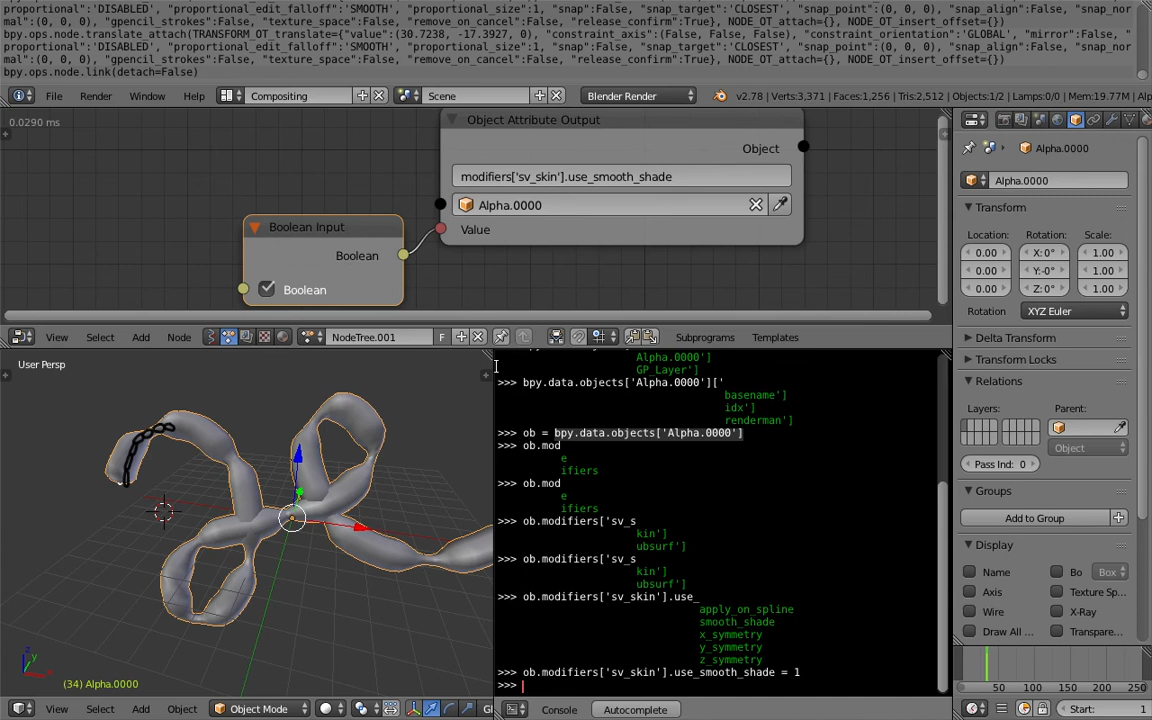 proportional":'DISABLED', "proportional_edit_falloff":'SMOOTH', "proportional_size":1, "snap":False, "snap_target":'CLOSEST', "snap_point":(0, 0, 0), "snap_align":False, "snap_nor
mal":(0, 0, 0), "gpencil_strokes":False, "texture_space":False, "remove_on_cancel":False, "release_confirm":True}, NODE_OT_attach={}, NODE_OT_insert_offset={})
bpy.ops.node.translate_attach(TRANSFORM_OT_translate={"value":(30.7238, -17.3927, 0), "constraint_axis":(False, False, False), "constraint_orientation":'GLOBAL', "mirror":False, "
proportional":'DISABLED', "proportional_edit_falloff":'SMOOTH', "proportional_size":1, "snap":False, "snap_target":'CLOSEST', "snap_point":(0, 0, 0), "snap_align":False, "snap_nor
mal":(0, 0, 0), "gpencil_strokes":False, "texture_space":False, "remove_on_cancel":False, "release_confirm":True}, NODE_OT_attach={}, NODE_OT_insert_offset={})
bpy.ops.node.link(detach=False)
File Render Window Help Compositing Scene Blender Render v2.78 | Verts:3,371 | Faces:1,256 | Tris:2,512 | Objects:1/2 | Lamps:0/0 | Mem:19.77M | Alp
0.0290 ms
Object Attribute Output
Object
modifiers['sv_skin'].use_smooth_shade
Alpha.0000
Value
Boolean Input
Boolean
Boolean
View Select Add Node NodeTree.001 F Subprograms Templates
User Persp
(34) Alpha.0000
View Select Add Object Object Mode Gl
Alpha.0000']
GP_Layer']
>>> bpy.data.objects['Alpha.0000']['
basename']
idx']
renderman']
>>> ob = bpy.data.objects['Alpha.0000']
>>> ob.mod
e
ifiers
>>> ob.mod
e
ifiers
>>> ob.modifiers['sv_s
kin']
ubsurf']
>>> ob.modifiers['sv_s
kin']
ubsurf']
>>> ob.modifiers['sv_skin'].use_
apply_on_spline
smooth_shade
x_symmetry
y_symmetry
z_symmetry
>>> ob.modifiers['sv_skin'].use_smooth_shade = 1
>>>
Console Autocomplete
Alpha.0000
Alpha.0000
Transform
Location: Rotation: Scale:
0.00 X: 0° 1.00
0.00 Y:-0° 1.00
0.00 Z: 0° 1.00
Rotation XYZ Euler
Delta Transform
Transform Locks
Relations
Layers: Parent:
Object
Pass Ind: 0
Groups
Add to Group
Display
Name Bo Box
Axis Texture Sp...
Wire X-Ray
Draw All ... Transpare...
50 100 150 200 250
Start: 1